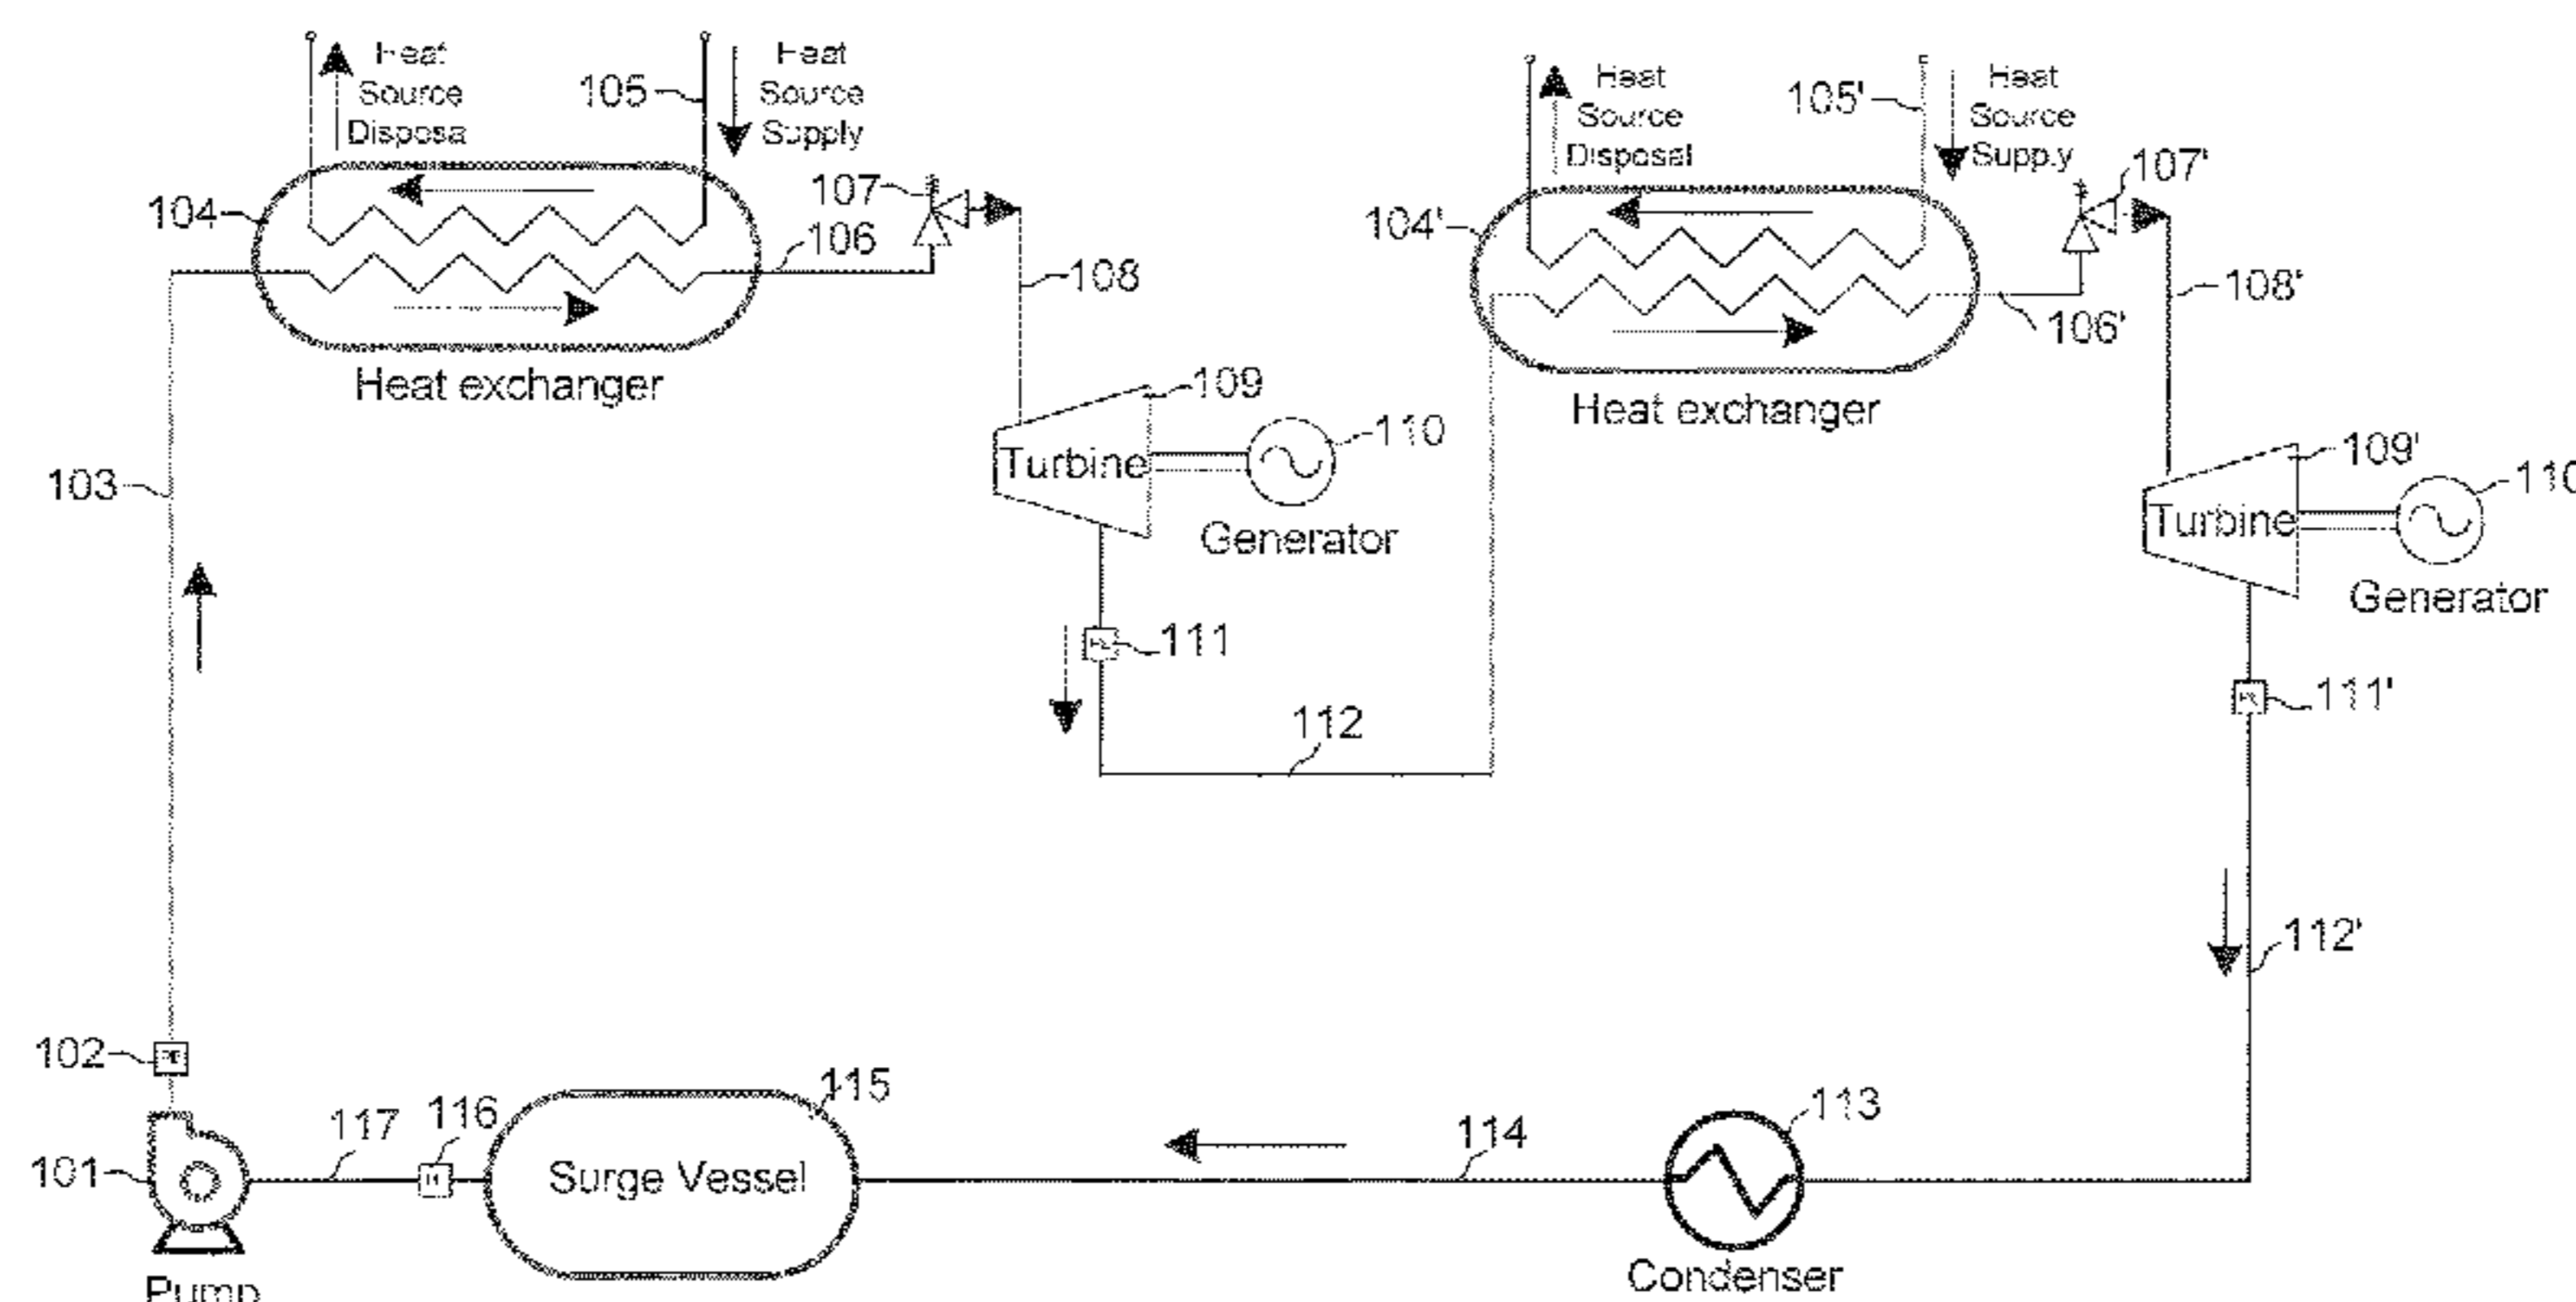 Heat
Source
Disposa
105
Heat
Source
Supply
Heat
Source
Disposal
105'
Heat
Source
Supply
107'
104
107
106
104'
108
108'
106'
Heat exchanger
109
Heat exchanger
110
Turbine
109'
103
110
Turbine
Generator
Generator
111
111'
112
112'
102
115
113
117
116
114
101
Surge Vessel
Condenser
Pump